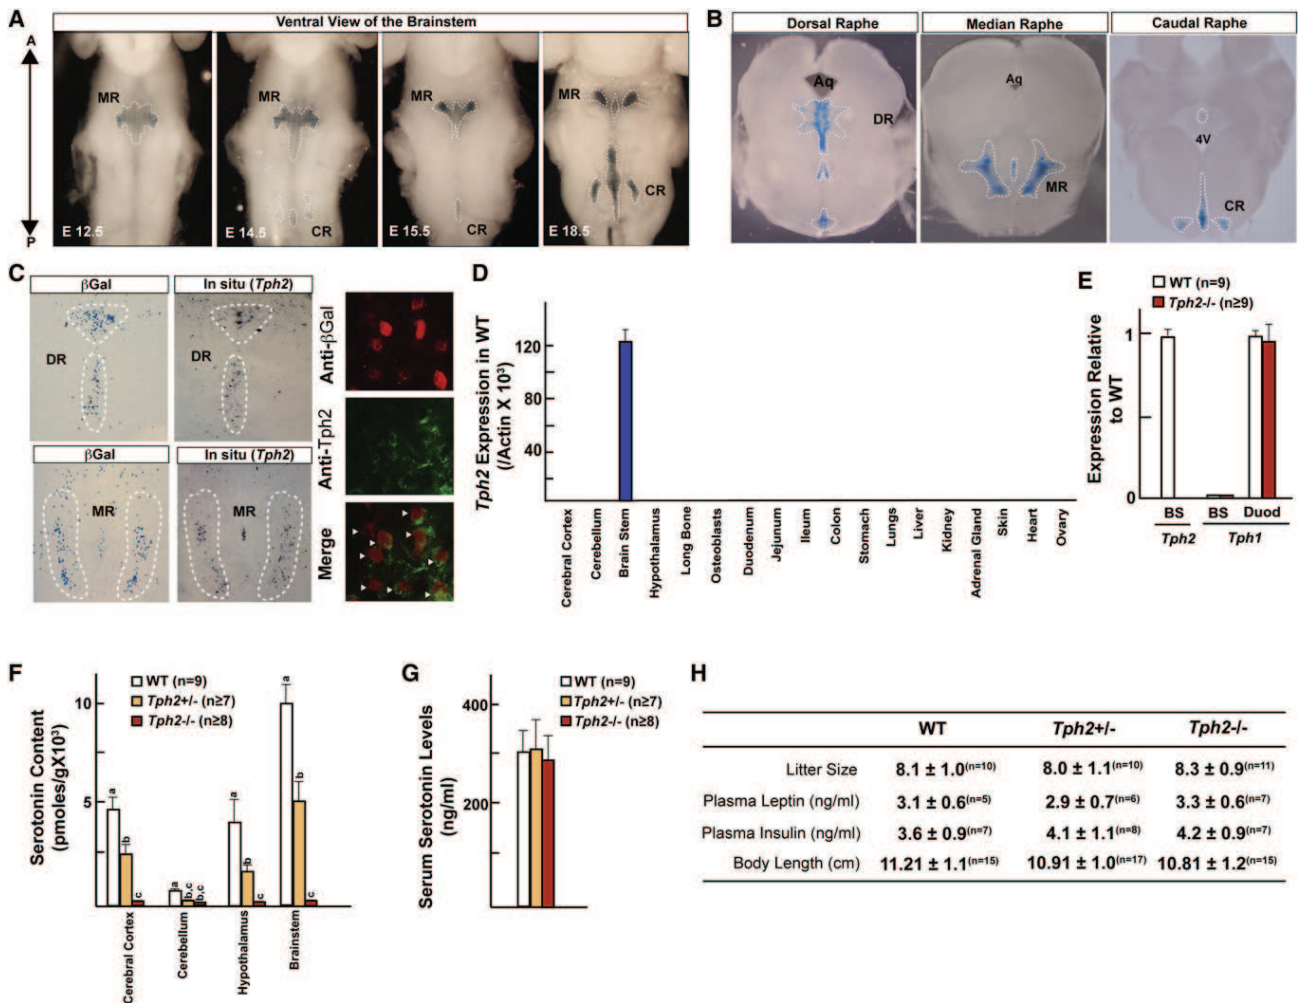 A
Ventral View of the Brainstem
A
P
MR
E 12.5
MR
CR
E 14.5
MR
CR
E 15.5
MR
CR
E 18.5
B
Dorsal Raphe
Median Raphe
Caudal Raphe
Aq
DR
Aq
MR
4V
CR
C
βGal
In situ (Tph2)
DR
DR
βGal
In situ (Tph2)
MR
MR
Anti-βGal
Anti-Tph2
Merge
D
Tph2 Expression in WT
(/Actin X 10³)
120
80
40
Cerebral Cortex
Cerebellum
Brain Stem
Hypothalamus
Long Bone
Osteoblasts
Duodenum
Jejunum
Ileum
Colon
Stomach
Lungs
Liver
Kidney
Adrenal Gland
Skin
Heart
Ovary
E
WT (n=9)
Tph2-/- (n≥9)
Expression Relative
to WT
1
0
BS
BS
Duod
Tph2
Tph1
F
WT (n=9)
Tph2+/- (n≥7)
Tph2-/- (n≥8)
Serotonin Content
(pmoles/gX10³)
10
5
a
b
c
a
b,c
b,c
a
b
c
a
b
c
Cerebral Cortex
Cerebellum
Hypothalamus
Brainstem
G
WT (n=9)
Tph2+/- (n≥7)
Tph2-/- (n≥8)
Serum Serotonin Levels
(ng/ml)
400
200
H
WT Tph2+/- Tph2-/-
Litter Size 8.1 ± 1.0(n=10) 8.0 ± 1.1(n=10) 8.3 ± 0.9(n=11)
Plasma Leptin (ng/ml) 3.1 ± 0.6(n=5) 2.9 ± 0.7(n=6) 3.3 ± 0.6(n=7)
Plasma Insulin (ng/ml) 3.6 ± 0.9(n=7) 4.1 ± 1.1(n=8) 4.2 ± 0.9(n=7)
Body Length (cm) 11.21 ± 1.1(n=15) 10.91 ± 1.0(n=17) 10.81 ± 1.2(n=15)